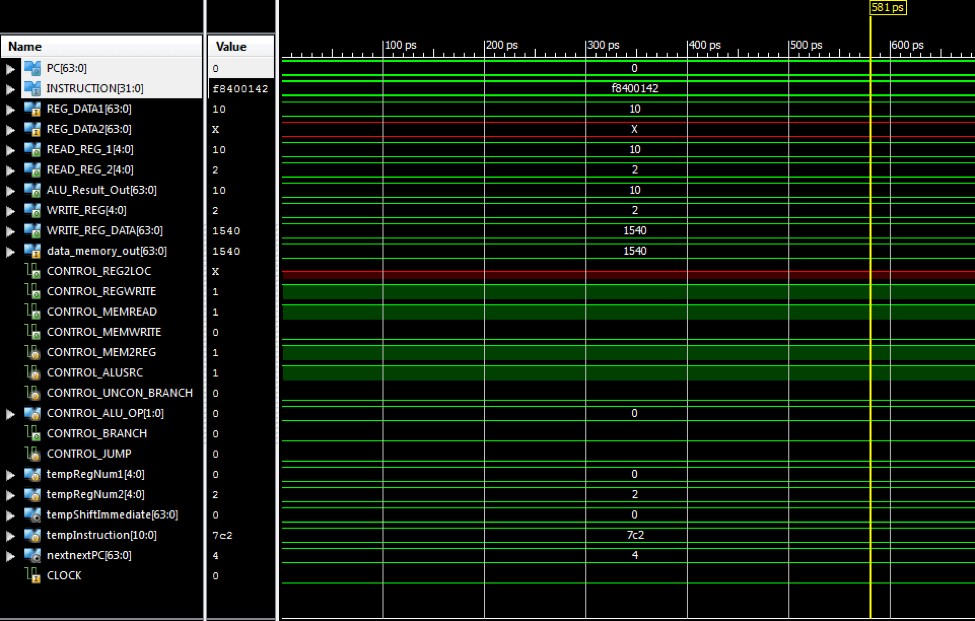 581 ps
Name Value 100 ps 200 ps 300 ps 400 ps 500 ps 600 ps
PC[63:0] 0 0
INSTRUCTION[31:0] f8400142 f8400142
REG_DATA1[63:0] 10 10
REG_DATA2[63:0] X X
READ_REG_1[4:0] 10 10
READ_REG_2[4:0] 2 2
ALU_Result_Out[63:0] 10 10
WRITE_REG[4:0] 2 2
WRITE_REG_DATA[63:0] 1540 1540
data_memory_out[63:0] 1540 1540
CONTROL_REG2LOC X
CONTROL_REGWRITE 1
CONTROL_MEMREAD 1
CONTROL_MEMWRITE 0
CONTROL_MEM2REG 1
CONTROL_ALUSRC 1
CONTROL_UNCON_BRANCH 0
CONTROL_ALU_OP[1:0] 0 0
CONTROL_BRANCH 0
CONTROL_JUMP 0
tempRegNum1[4:0] 0 0
tempRegNum2[4:0] 2 2
tempShiftImmediate[63:0] 0 0
tempInstruction[10:0] 7c2 7c2
nextnextPC[63:0] 4 4
CLOCK 0